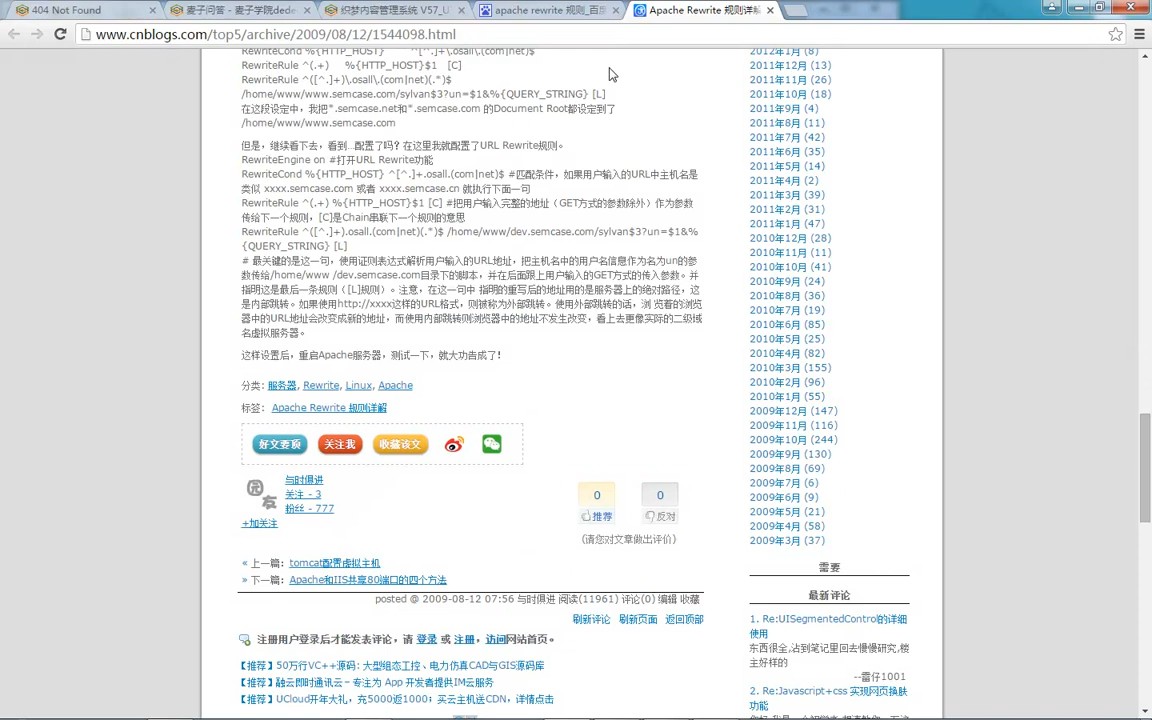 404 Not Found
麦子问答 - 麦子学院dede
织梦内容管理系统 V57_U
apache rewrite 规则_百度
Apache Rewrite 规则详解
www.cnblogs.com/top5/archive/2009/08/12/1544098.html
RewriteCond %{HTTP_HOST} ^[^.]+\.osall\.(com|net)$
RewriteRule ^(.+) %{HTTP_HOST}$1 [C]
RewriteRule ^([^.]+)\.osall\.(com|net)(.*)$
/home/www/www.semcase.com/sylvan$3?un=$1&%{QUERY_STRING} [L]
在这段设定中，我把*.semcase.net和*.semcase.com 的Document Root都设定到了
/home/www/www.semcase.com
但是，继续看下去，看到...配置了吗？在这里我就配置了URL Rewrite规则。
RewriteEngine on #打开URL Rewrite功能
RewriteCond %{HTTP_HOST} ^[^.]+.osall.(com|net)$ #匹配条件，如果用户输入的URL中主机名是
类似 xxxx.semcase.com 或者 xxxx.semcase.cn 就执行下面一句
RewriteRule ^(.+) %{HTTP_HOST}$1 [C] #把用户输入完整的地址（GET方式的参数除外）作为参数
传给下一个规则，[C]是Chain串联下一个规则的意思
RewriteRule ^([^.]+).osall.(com|net)(.*)$ /home/www/dev.semcase.com/sylvan$3?un=$1&%
{QUERY_STRING} [L]
# 最关键的是这一句，使用证则表达式解析用户输入的URL地址，把主机名中的用户名信息作为名为un的参
数传给/home/www /dev.semcase.com目录下的脚本，并在后面跟上用户输入的GET方式的传入参数。并
指明这是最后一条规则（[L]规则）。注意，在这一句中 指明的重写后的地址用的是服务器上的绝对路径，这
是内部跳转。如果使用http://xxxx这样的URL格式，则被称为外部跳转。使用外部跳转的话，浏 览着的浏览
器中的URL地址会改变成新的地址，而使用内部跳转则浏览器中的地址不发生改变，看上去更像实际的二级域
名虚拟服务器。
这样设置后，重启Apache服务器，测试一下，就大功告成了！
分类: 服务器, Rewrite, Linux, Apache
标签: Apache Rewrite 规则详解
好文要顶 关注我 收藏该文
园友
与时俱进
关注 - 3
粉丝 - 777
+加关注
0 推荐
0 反对
(请您对文章做出评价)
« 上一篇：tomcat配置虚拟主机
» 下一篇：Apache和IIS共享80端口的四个方法
posted @ 2009-08-12 07:56 与时俱进 阅读(11961) 评论(0) 编辑 收藏
刷新评论 刷新页面 返回顶部
注册用户登录后才能发表评论，请 登录 或 注册，访问网站首页。
【推荐】50万行VC++源码: 大型组态工控、电力仿真CAD与GIS源码库
【推荐】融云即时通讯云－专注为 App 开发者提供IM云服务
【推荐】UCloud开年大礼，充5000返1000；买云主机送CDN，详情点击
2012年1月 (8)
2011年12月 (13)
2011年11月 (26)
2011年10月 (18)
2011年9月 (4)
2011年8月 (11)
2011年7月 (42)
2011年6月 (35)
2011年5月 (14)
2011年4月 (2)
2011年3月 (39)
2011年2月 (31)
2011年1月 (47)
2010年12月 (28)
2010年11月 (11)
2010年10月 (41)
2010年9月 (24)
2010年8月 (36)
2010年7月 (19)
2010年6月 (85)
2010年5月 (25)
2010年4月 (82)
2010年3月 (155)
2010年2月 (96)
2010年1月 (55)
2009年12月 (147)
2009年11月 (116)
2009年10月 (244)
2009年9月 (130)
2009年8月 (69)
2009年7月 (6)
2009年6月 (9)
2009年5月 (21)
2009年4月 (58)
2009年3月 (37)
需要
最新评论
1. Re:UISegmentedControl的详细
使用
东西很全,沾到笔记里回去慢慢研究,楼
主好样的
--雷仔1001
2. Re:Javascript+css 实现网页换肤
功能